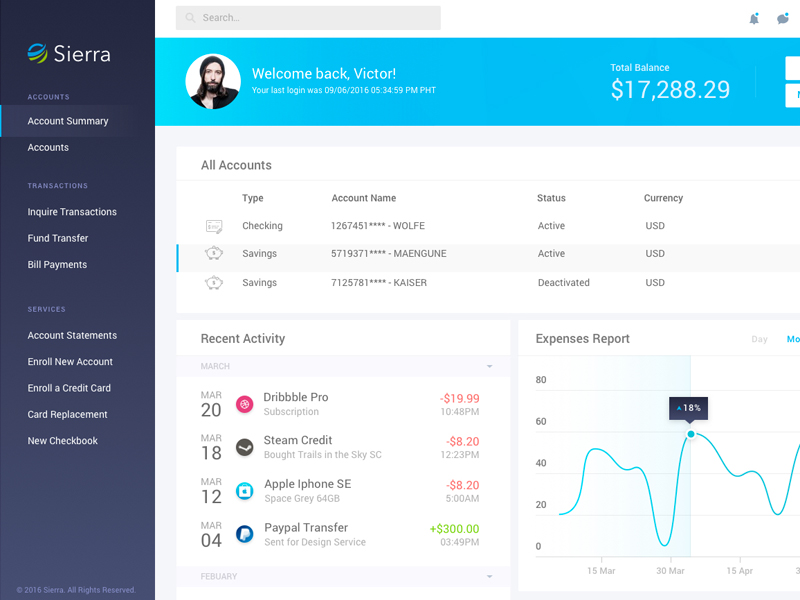 Sierra
ACCOUNTS
Account Summary
Accounts
TRANSACTIONS
Inquire Transactions
Fund Transfer
Bill Payments
SERVICES
Account Statements
Enroll New Account
Enroll a Credit Card
Card Replacement
New Checkbook
© 2016 Sierra. All Rights Reserved.
Search...
Welcome back, Victor!
Your last login was 09/06/2016 05:34:59 PM PHT
Total Balance
$17,288.29
All Accounts
Type Account Name Status Currency
Checking 1267451**** - WOLFE Active USD
Savings 5719371**** - MAENGUNE Active USD
Savings 7125781**** - KAISER Deactivated USD
Recent Activity
MARCH
MAR 20 Dribbble Pro -$19.99
Subscription 10:48PM
MAR 18 Steam Credit -$8.20
Bought Trails in the Sky SC 12:23PM
MAR 12 Apple Iphone SE -$8.20
Space Grey 64GB 5:00AM
MAR 04 Paypal Transfer +$300.00
Sent for Design Service 03:49PM
FEBUARY
Expenses Report Day Mo
80
60
40
20
0
18%
15 Mar 30 Mar 15 Apr 3